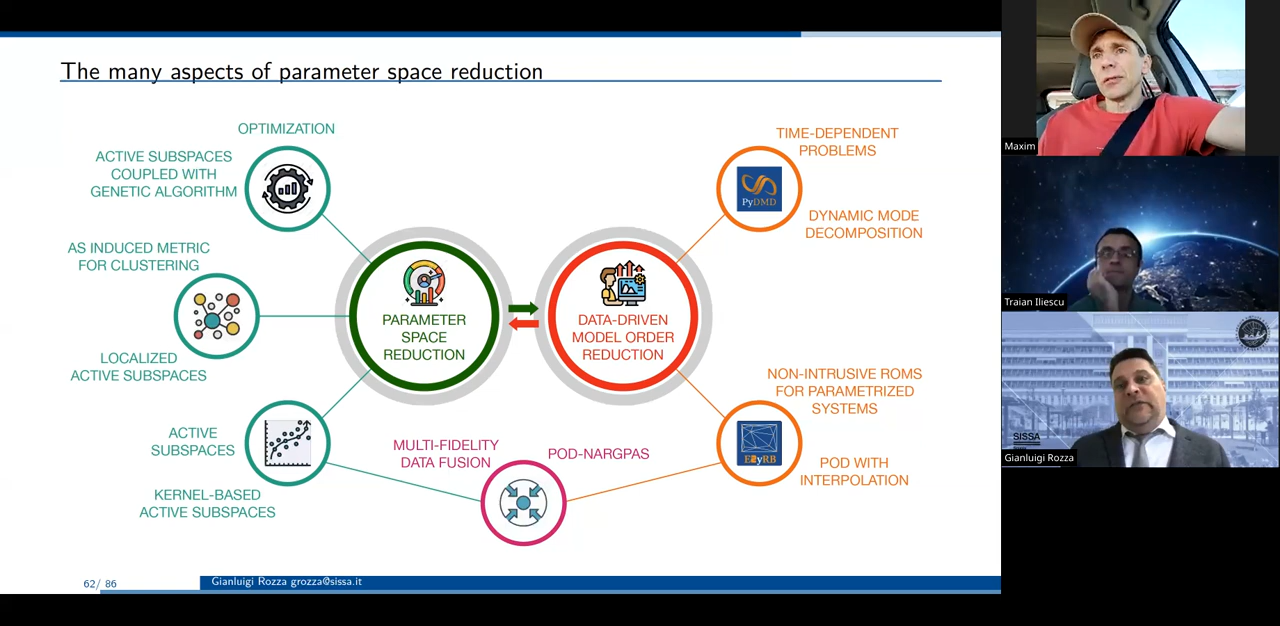 The many aspects of parameter space reduction
OPTIMIZATION
ACTIVE SUBSPACES
COUPLED WITH
GENETIC ALGORITHM
AS INDUCED METRIC
FOR CLUSTERING
LOCALIZED
ACTIVE SUBSPACES
ACTIVE
SUBSPACES
KERNEL-BASED
ACTIVE SUBSPACES
PARAMETER
SPACE
REDUCTION
DATA-DRIVEN
MODEL ORDER
REDUCTION
MULTI-FIDELITY
DATA FUSION
POD-NARGPAS
TIME-DEPENDENT
PROBLEMS
PyDMD
DYNAMIC MODE
DECOMPOSITION
NON-INTRUSIVE ROMS
FOR PARAMETRIZED
SYSTEMS
EZyRB
POD WITH
INTERPOLATION
62/ 86
Gianluigi Rozza grozza@sissa.it
Maxim
Traian Iliescu
SISSA
Gianluigi Rozza